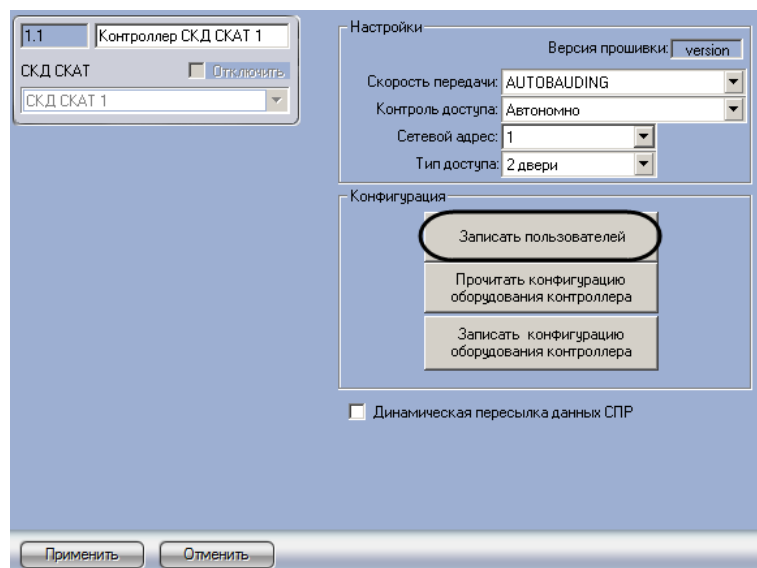 1.1 Контроллер СКД СКАТ 1
СКД СКАТ Отключить
СКД СКАТ 1
Настройки
Версия прошивки: version
Скорость передачи: AUTOBAUDING
Контроль доступа: Автономно
Сетевой адрес: 1
Тип доступа: 2 двери
Конфигурация
Записать пользователей
Прочитать конфигурацию
оборудования контроллера
Записать конфигурацию
оборудования контроллера
Динамическая пересылка данных СПР
Применить Отменить